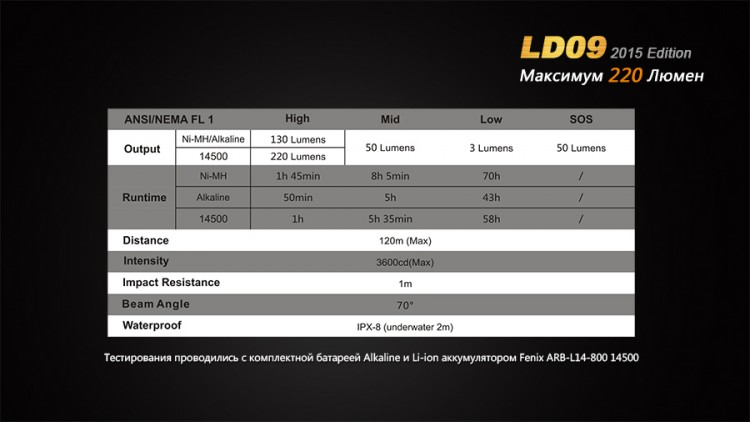 LD09 2015 Edition
Максимум 220 Люмен
ANSI/NEMA FL 1 High Mid Low SOS
Output Ni-MH/Alkaline 130 Lumens 50 Lumens 3 Lumens 50 Lumens
14500 220 Lumens
Runtime Ni-MH 1h 45min 8h 5min 70h /
Alkaline 50min 5h 43h /
14500 1h 5h 35min 58h /
Distance 120m (Max)
Intensity 3600cd(Max)
Impact Resistance 1m
Beam Angle 70°
Waterproof IPX-8 (underwater 2m)
Тестирования проводились с комплектной батареей Alkaline и Li-ion аккумулятором Fenix ARB-L14-800 14500